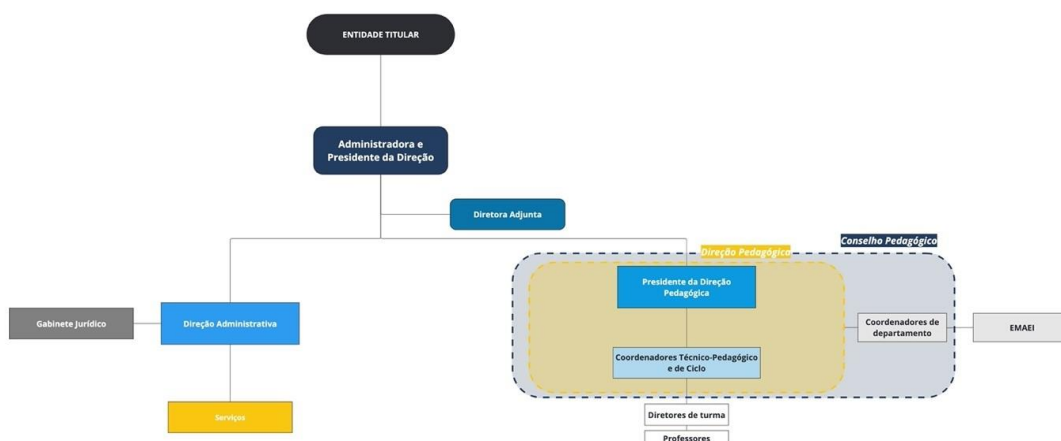 ENTIDADE TITULAR
Administradora e
Presidente da Direção
Diretora Adjunta
Conselho Pedagógico
Direção Pedagógico
Presidente da Direção
Pedagógica
Gabinete Jurídico
Direção Administrativa
Coordenadores de
departamento
EMAEI
Coordenadores Técnico-Pedagógico
e de Ciclo
Serviços
Diretores de turma
Professores